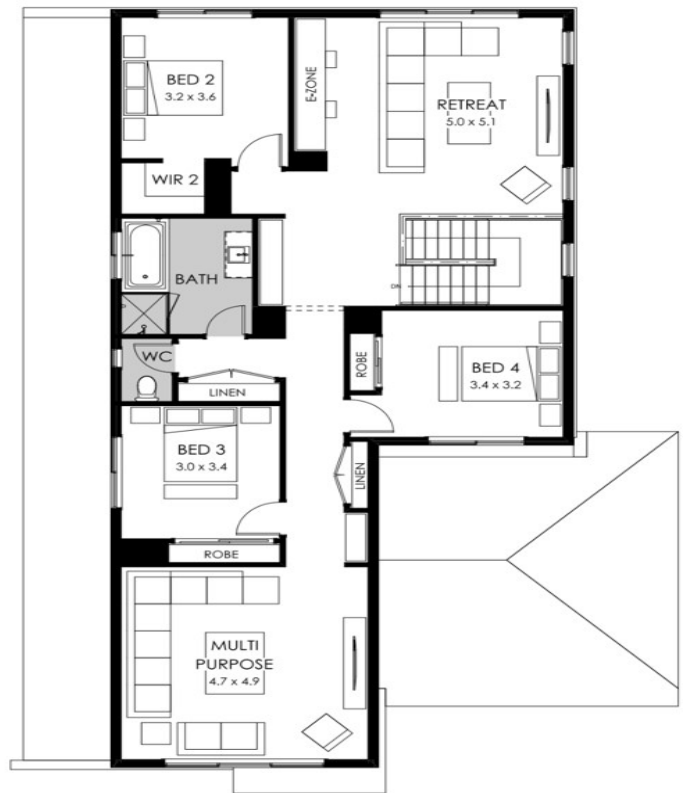 BED 2
3.2 x 3.6
E-ZONE
RETREAT
5.0 x 5.1
WIR 2
BATH
DN
WC
LINEN
ROBE
BED 4
3.4 x 3.2
BED 3
3.0 x 3.4
LINEN
ROBE
MULTI
PURPOSE
4.7 x 4.9